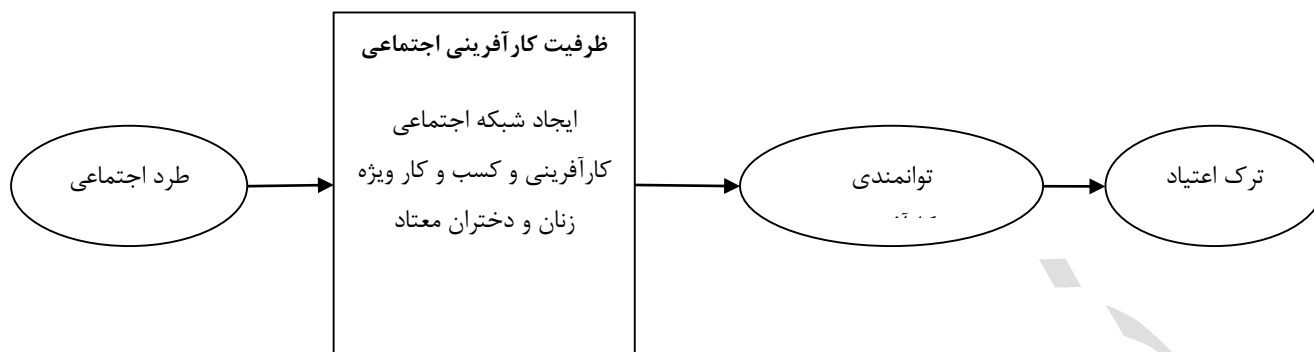 طرد اجتماعی
ظرفیت کارآفرینی اجتماعی
ایجاد شبکه اجتماعی
کارآفرینی و کسب و کار ویژه
زنان و دختران معتاد
توانمندی
ترک اعتیاد